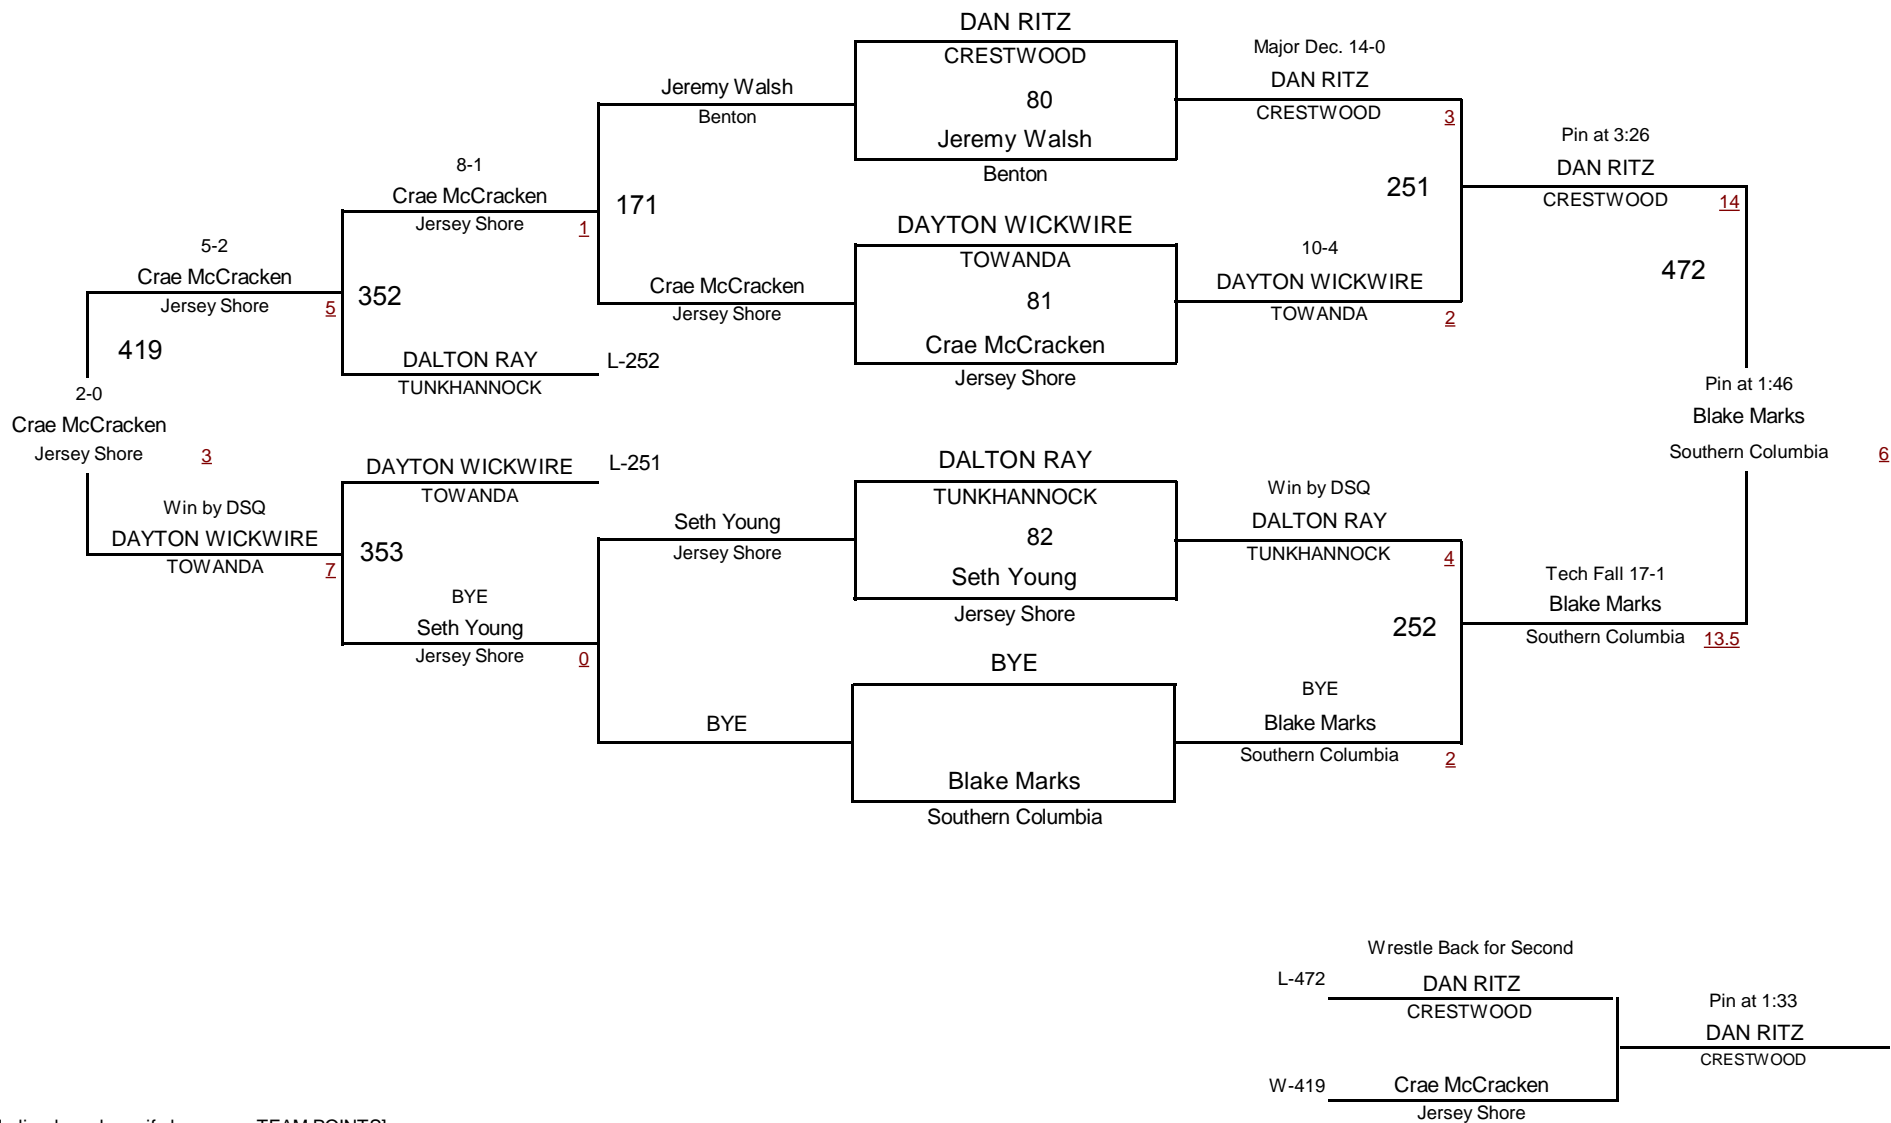 DAN RITZ
CRESTWOOD
80
Jeremy Walsh
Benton
Jeremy Walsh
Benton
Major Dec. 14-0
DAN RITZ
CRESTWOOD
3
Pin at 3:26
DAN RITZ
CRESTWOOD
14
251
472
8-1
Crae McCracken
Jersey Shore
1
171
DAYTON WICKWIRE
TOWANDA
81
Crae McCracken
Jersey Shore
Crae McCracken
Jersey Shore
10-4
DAYTON WICKWIRE
TOWANDA
2
5-2
Crae McCracken
Jersey Shore
5
352
419
DALTON RAY
TUNKHANNOCK
L-252
2-0
Crae McCracken
Jersey Shore
3
Pin at 1:46
Blake Marks
Southern Columbia
6
DAYTON WICKWIRE
TOWANDA
L-251
Win by DSQ
DAYTON WICKWIRE
TOWANDA
7
353
BYE
Seth Young
Jersey Shore
0
Seth Young
Jersey Shore
DALTON RAY
TUNKHANNOCK
82
Seth Young
Jersey Shore
Win by DSQ
DALTON RAY
TUNKHANNOCK
4
252
Tech Fall 17-1
Blake Marks
Southern Columbia
13.5
BYE
BYE
Blake Marks
Southern Columbia
BYE
Blake Marks
Southern Columbia
2
Wrestle Back for Second
L-472
DAN RITZ
CRESTWOOD
Pin at 1:33
DAN RITZ
CRESTWOOD
W-419
Crae McCracken
Jersey Shore
TEAM POINTS]